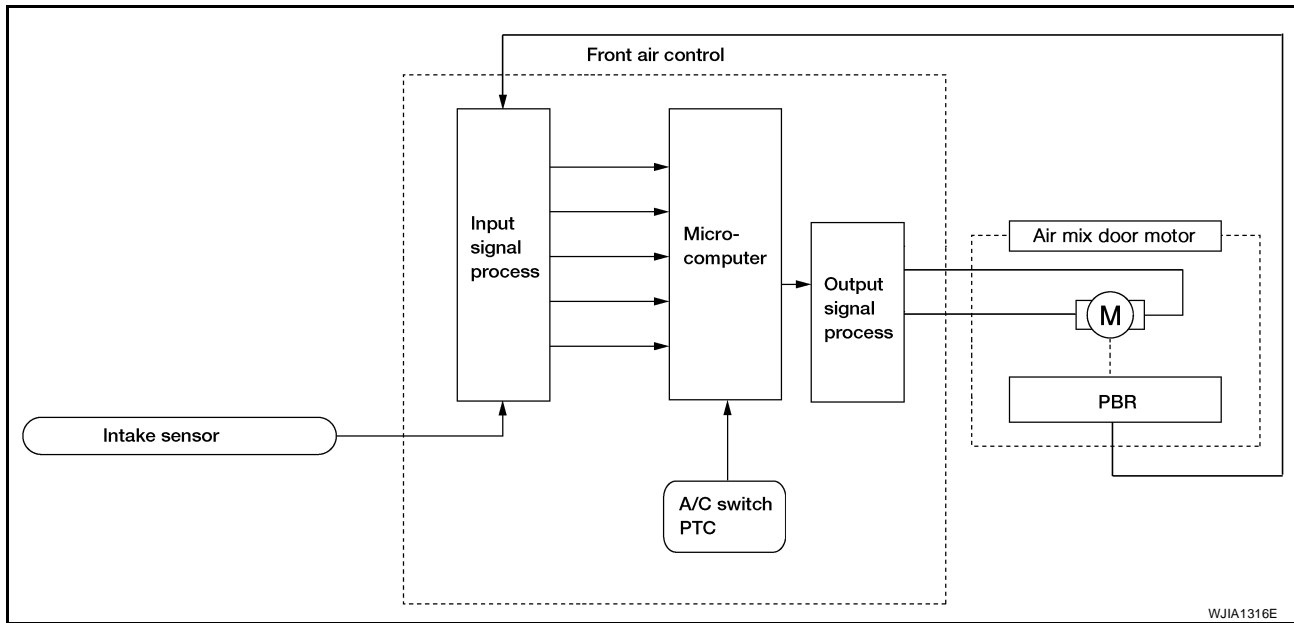 Front air control
Input
signal
process
Micro-
computer
Output
signal
process
Air mix door motor
M
PBR
Intake sensor
A/C switch
PTC
WJIA1316E